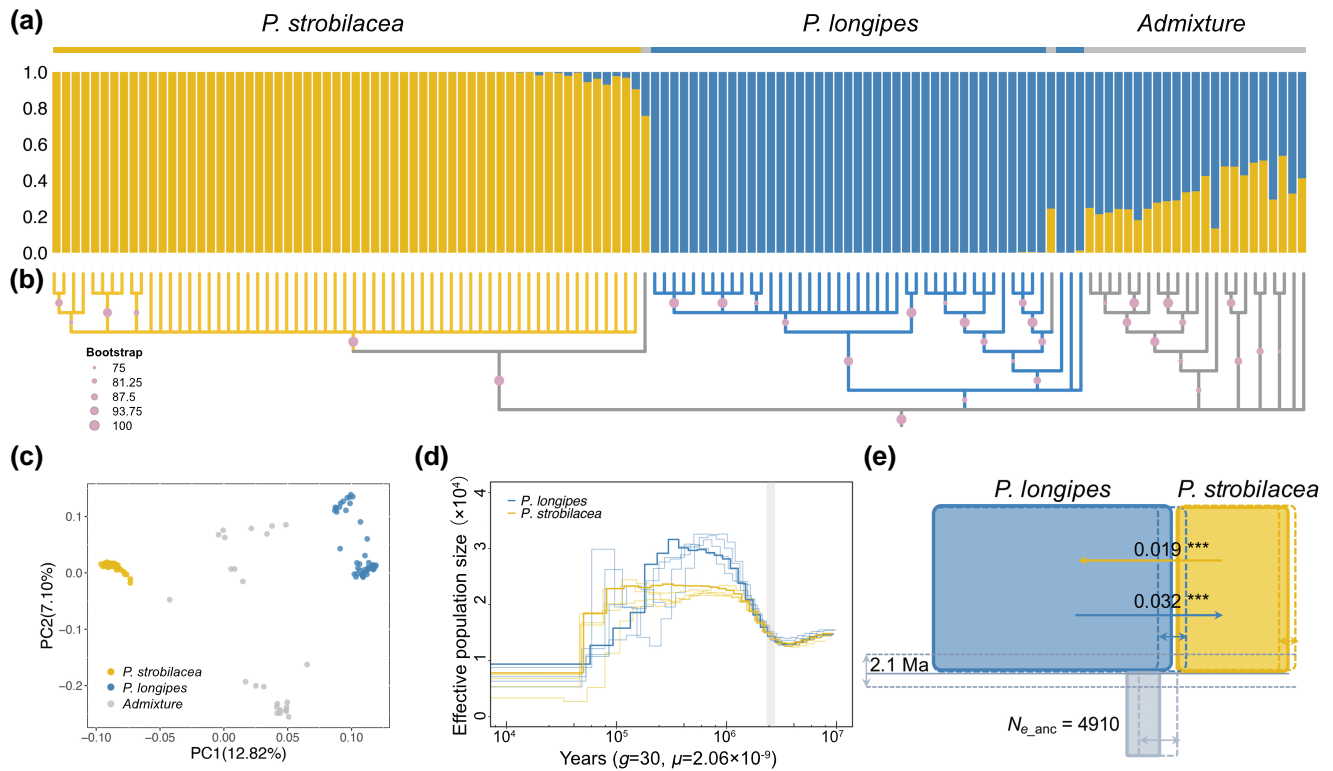 (a)
P. strobilacea
P. longipes
Admixture
1.0
0.8
0.6
0.4
0.2
0.0
(b)
Bootstrap
75
81.25
87.5
93.75
100
(c)
PC2(7.10%)
0.1
0.0
−0.1
−0.2
P. strobilacea
P. longipes
Admixture
−0.10
−0.05
0.00
0.05
0.10
PC1(12.82%)
(d)
Effective population size (×10⁴)
4
3
2
1
0
P. longipes
P. strobilacea
10⁴
10⁵
10⁶
10⁷
Years (g=30, μ=2.06×10⁻⁹)
(e)
P. longipes
P. strobilacea
0.019 ***
0.032 ***
2.1 Ma
Ne_anc = 4910